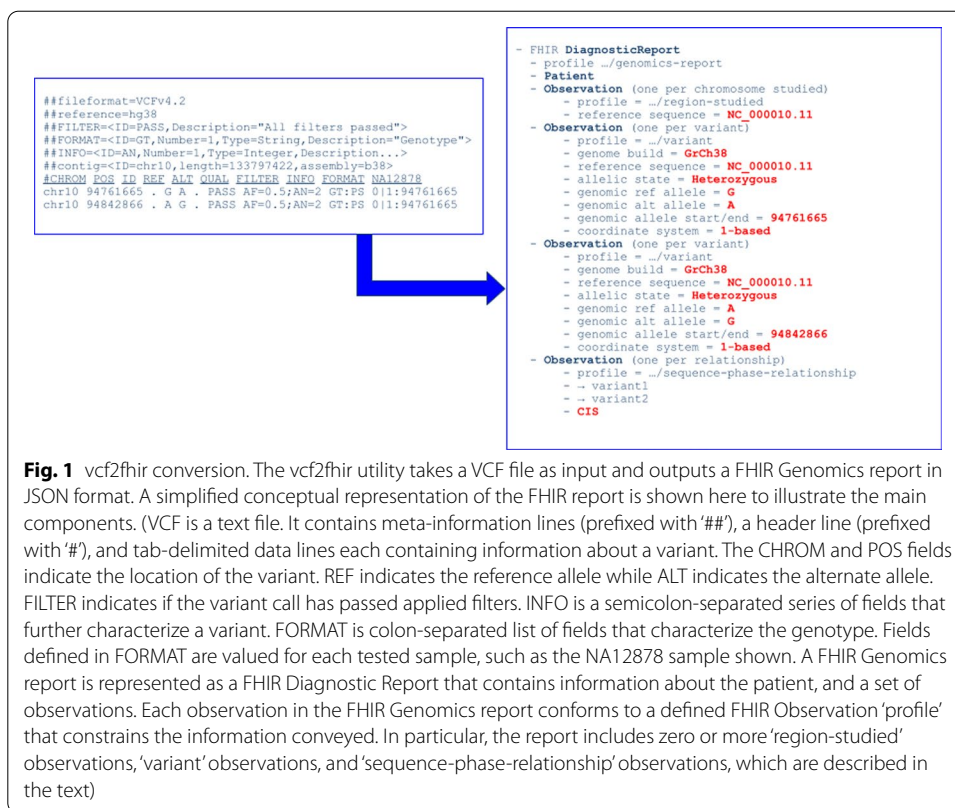 ##fileformat=VCFv4.2
##reference=hg38
##FILTER=<ID=PASS,Description="All filters passed">
##FORMAT=<ID=GT,Number=1,Type=String,Description="Genotype">
##INFO=<ID=AN,Number=1,Type=Integer,Description...>
##contig=<ID=chr10,length=133797422,assembly=b38>
#CHROM POS ID REF ALT QUAL FILTER INFO FORMAT NA12878
chr10 94761665 . G A . PASS AF=0.5;AN=2 GT:PS 0|1:94761665
chr10 94842866 . A G . PASS AF=0.5;AN=2 GT:PS 0|1:94761665
- FHIR DiagnosticReport
- profile …/genomics-report
- Patient
- Observation (one per chromosome studied)
- profile = …/region-studied
- reference sequence = NC_000010.11
- Observation (one per variant)
- profile = …/variant
- genome build = GrCh38
- reference sequence = NC_000010.11
- allelic state = Heterozygous
- genomic ref allele = G
- genomic alt allele = A
- genomic allele start/end = 94761665
- coordinate system = 1-based
- Observation (one per variant)
- profile = …/variant
- genome build = GrCh38
- reference sequence = NC_000010.11
- allelic state = Heterozygous
- genomic ref allele = A
- genomic alt allele = G
- genomic allele start/end = 94842866
- coordinate system = 1-based
- Observation (one per relationship)
- profile = …/sequence-phase-relationship
- → variant1
- → variant2
- CIS
Fig. 1 vcf2fhir conversion. The vcf2fhir utility takes a VCF file as input and outputs a FHIR Genomics report in
JSON format. A simplified conceptual representation of the FHIR report is shown here to illustrate the main
components. (VCF is a text file. It contains meta-information lines (prefixed with ‘##’), a header line (prefixed
with ‘#’), and tab-delimited data lines each containing information about a variant. The CHROM and POS fields
indicate the location of the variant. REF indicates the reference allele while ALT indicates the alternate allele.
FILTER indicates if the variant call has passed applied filters. INFO is a semicolon-separated series of fields that
further characterize a variant. FORMAT is colon-separated list of fields that characterize the genotype. Fields
defined in FORMAT are valued for each tested sample, such as the NA12878 sample shown. A FHIR Genomics
report is represented as a FHIR Diagnostic Report that contains information about the patient, and a set of
observations. Each observation in the FHIR Genomics report conforms to a defined FHIR Observation ‘profile’
that constrains the information conveyed. In particular, the report includes zero or more ‘region-studied’
observations, ‘variant’ observations, and ‘sequence-phase-relationship’ observations, which are described in
the text)